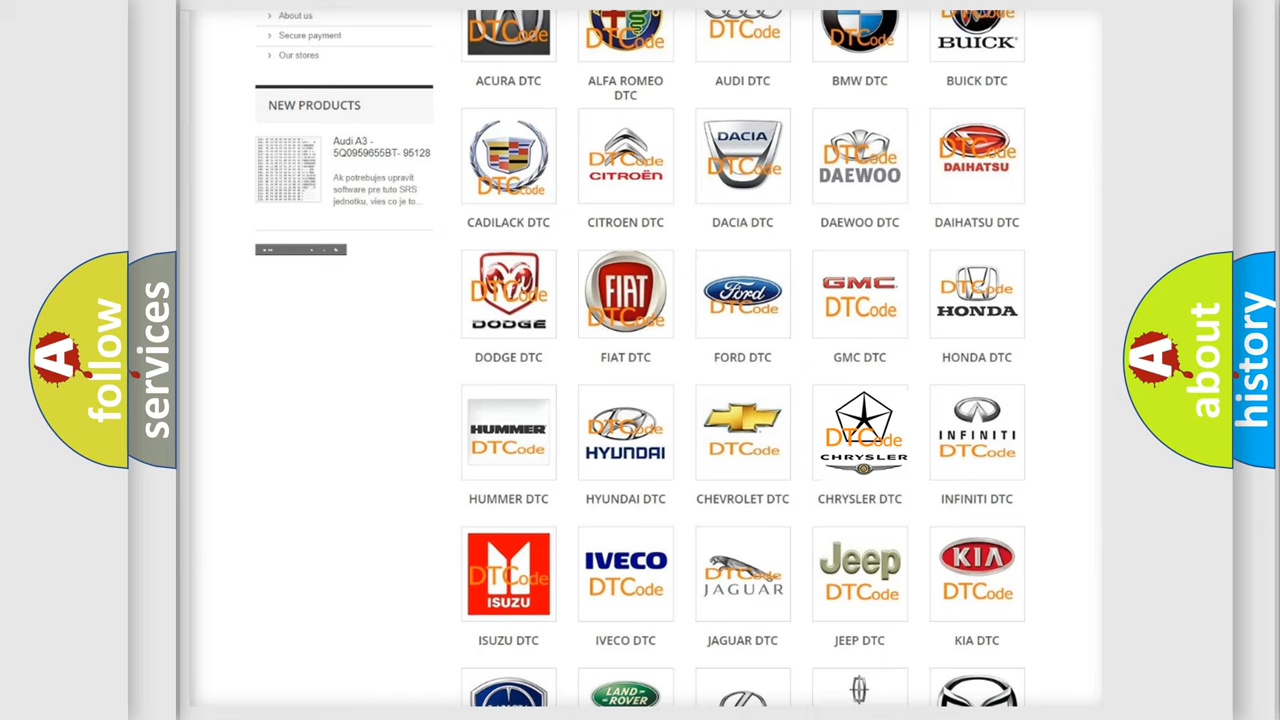 About us
Secure payment
Our stores
NEW PRODUCTS
Audi A3 -
5Q0959655BT- 95128
Ak potrebujes upravit
software pre tuto SRS
jednotku, vies co je to...
DTCode
DTCode
DTCode
DTCode
BUICK
ACURA DTC
ALFA ROMEO
DTC
AUDI DTC
BMW DTC
BUICK DTC
DTCode
DTCode
CITROËN
DACIA
DTCode
DTCode
DAEWOO
DTCode
DAIHATSU
CADILACK DTC
CITROEN DTC
DACIA DTC
DAEWOO DTC
DAIHATSU DTC
DTCode
DODGE
FIAT
DTCode
Ford
DTCode
GMC
DTCode
DTCode
HONDA
DODGE DTC
FIAT DTC
FORD DTC
GMC DTC
HONDA DTC
HUMMER
DTCode
DTCode
HYUNDAI
DTCode
DTCode
CHRYSLER
INFINITI
DTCode
HUMMER DTC
HYUNDAI DTC
CHEVROLET DTC
CHRYSLER DTC
INFINITI DTC
DTCode
ISUZU
IVECO
DTCode
DTCode
JAGUAR
Jeep
DTCode
KIA
DTCode
ISUZU DTC
IVECO DTC
JAGUAR DTC
JEEP DTC
KIA DTC
LAND-
ROVER
A
follow
services
A
about
history